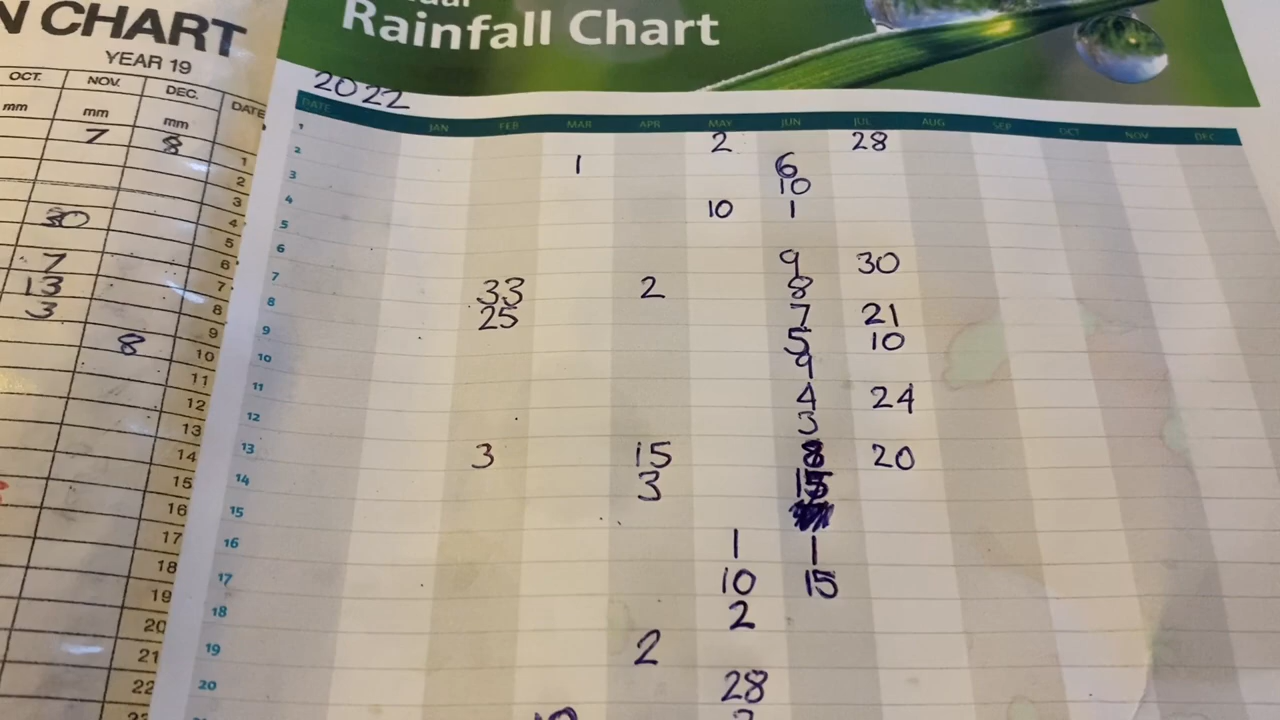 N CHART
YEAR 19
OCT. NOV. DEC. DATE
mm mm mm
7 8
1
2
3
30 4
5
7 6
13 7
3 8
9
8 10
11
12
13
14
15
16
17
18
19
20
21
22
Rainfall Chart
2022
DATE JAN FEB MAR APR MAY JUN JUL AUG SEP OCT NOV DEC
1 2 28
2 1 6
3 10
4 10 1
5
6 9 30
7 33 2 8
8 25 7 21
9 5 10
10 9
11 4 24
12 3
13 3 15 20
14 3
15
16 1 1
17 10 15
18 2
19 2
20 28